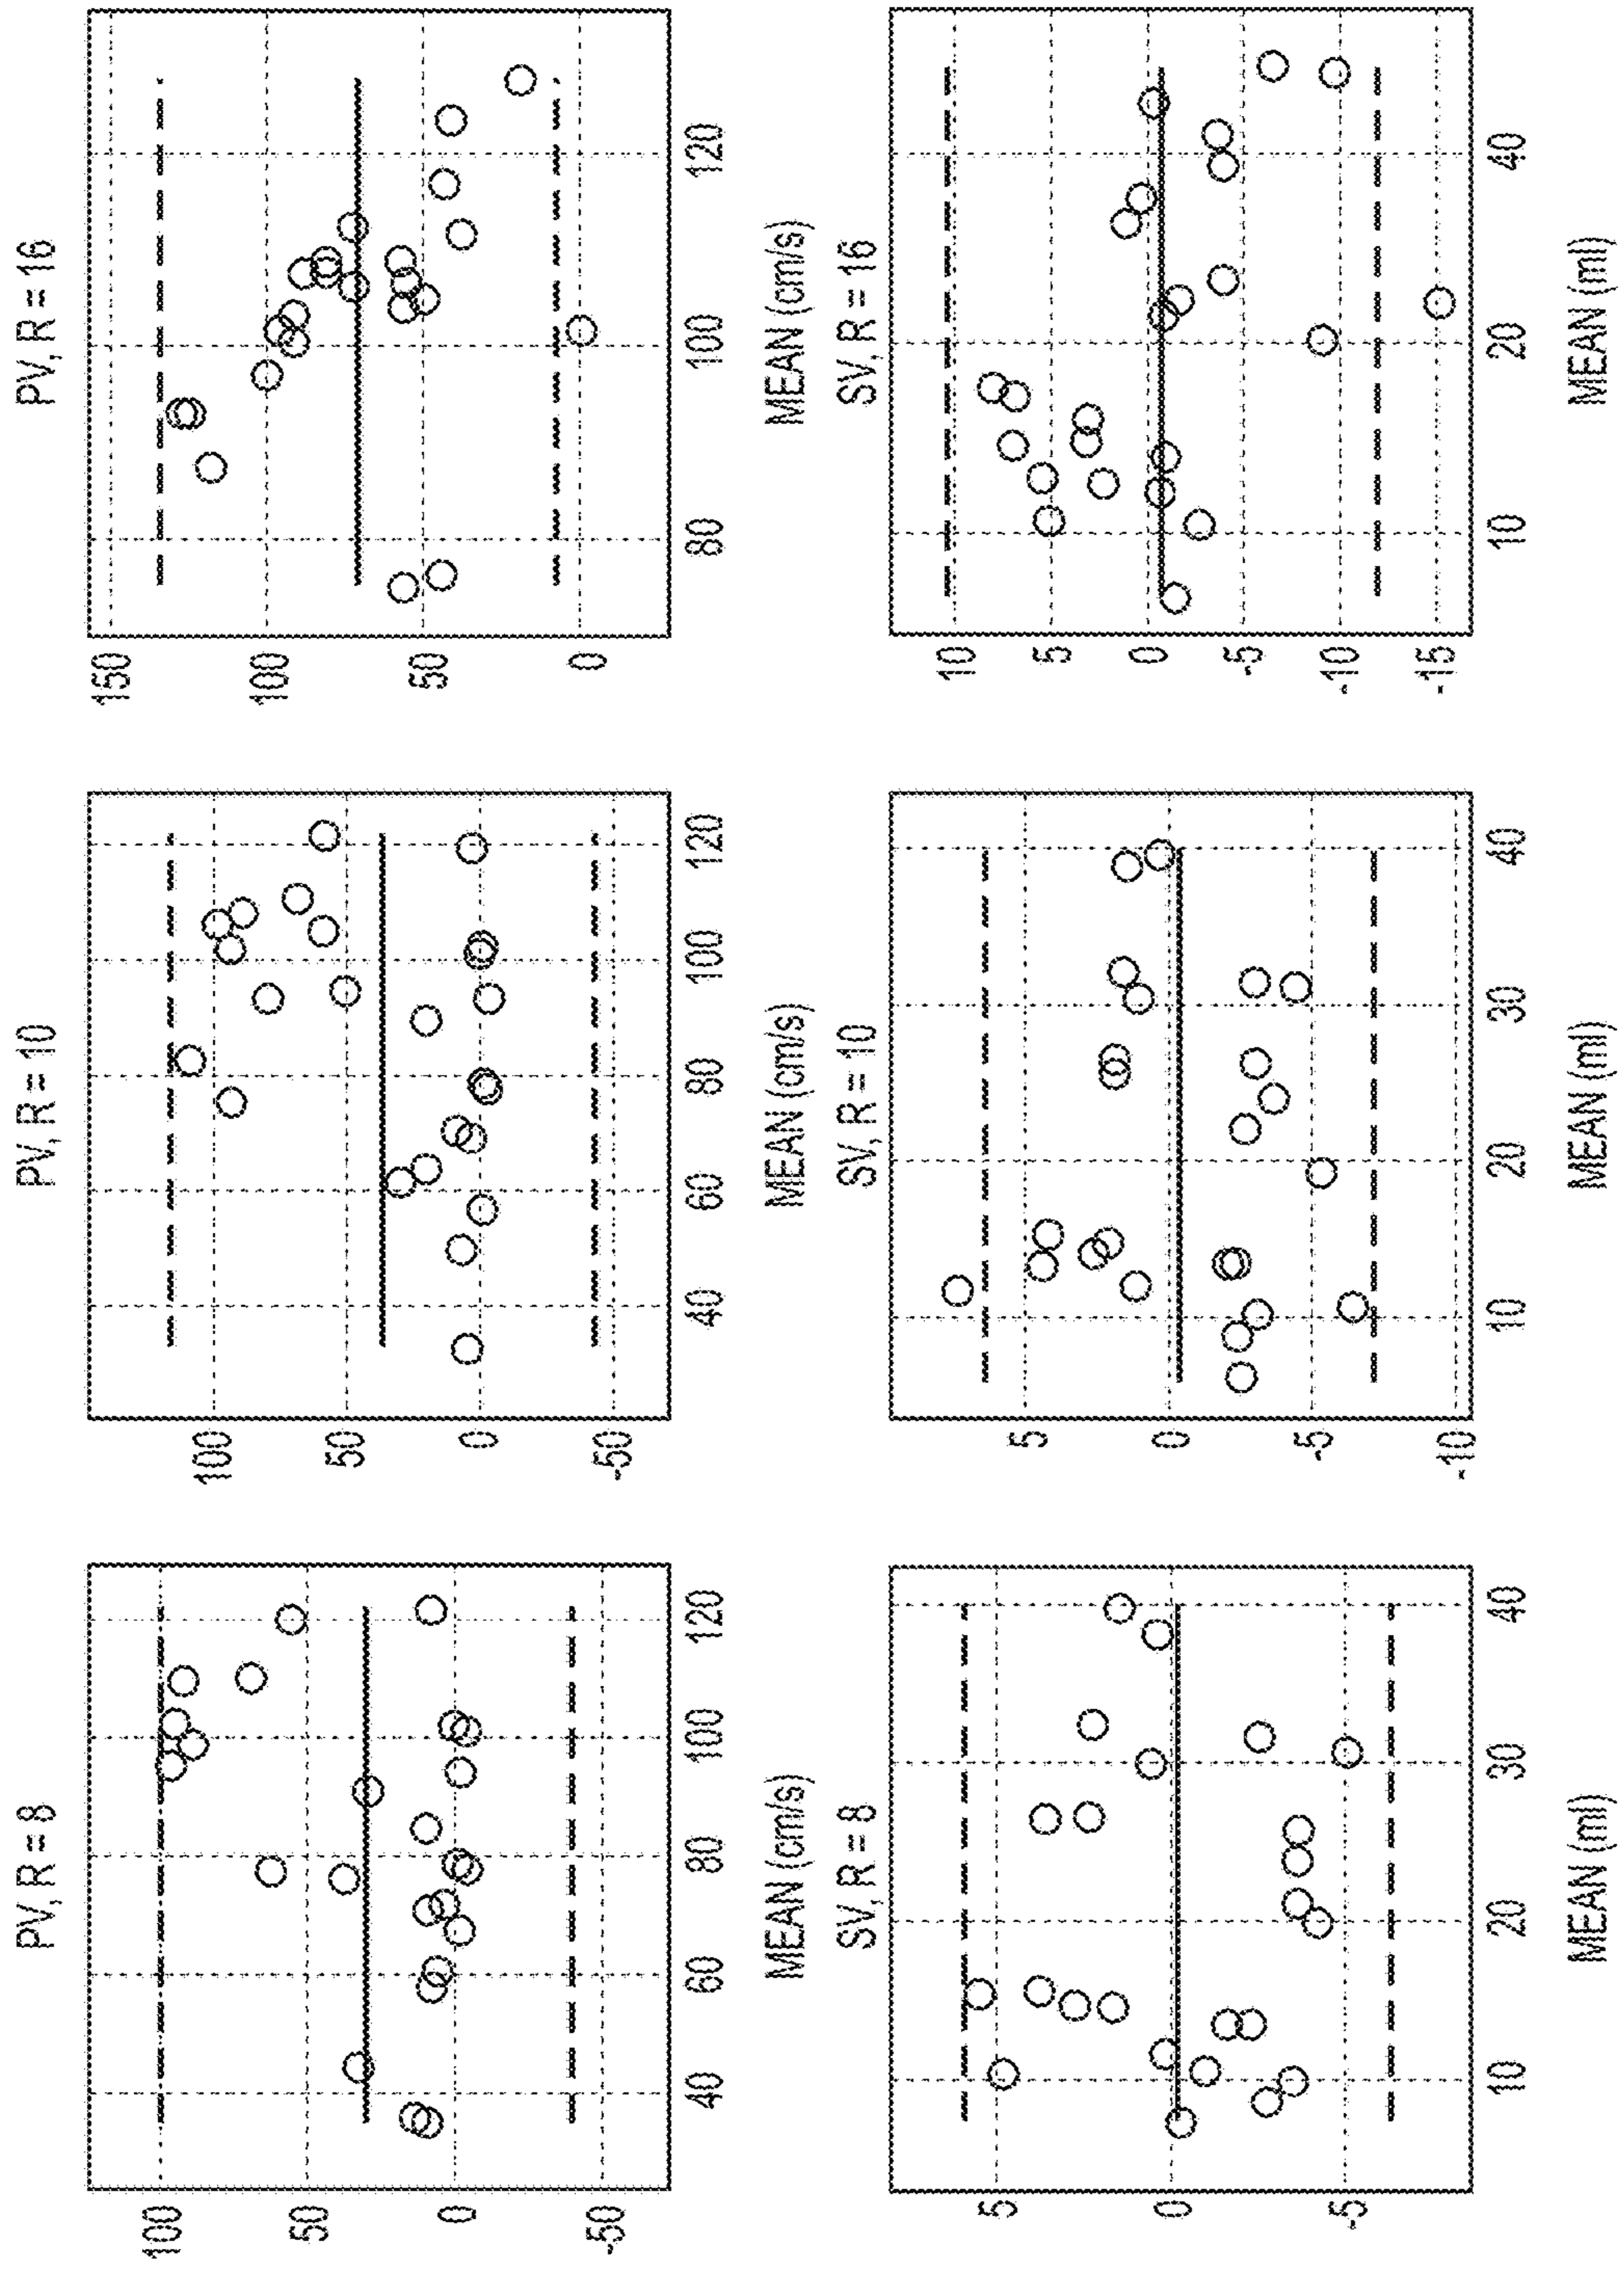 PV, R = 8
100
50
0
-50
40 60 80 100 120
MEAN (cm/s)
PV, R = 10
100
50
0
-50
40 60 80 100 120
MEAN (cm/s)
PV, R = 16
150
100
50
0
80 100 120
MEAN (cm/s)
SV, R = 8
5
0
-5
10 20 30 40
MEAN (ml)
SV, R = 10
5
0
-5
-10
10 20 30 40
MEAN (ml)
SV, R = 16
10
5
0
-5
-10
-15
10 20 40
MEAN (ml)